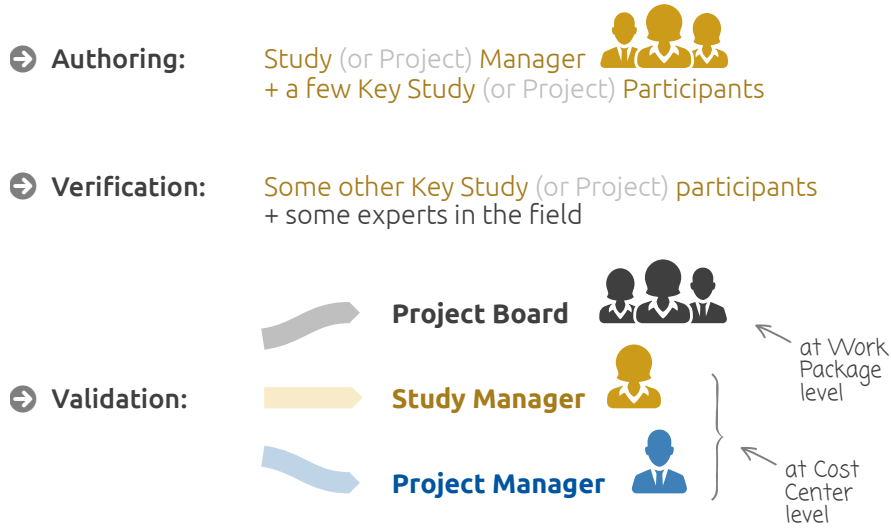 Authoring:
Study (or Project) Manager
+ a few Key Study (or Project) Participants
Verification:
Some other Key Study (or Project) participants
+ some experts in the field
Validation:
Project Board
at Work
Package
level
Study Manager
Project Manager
at Cost
Center
level